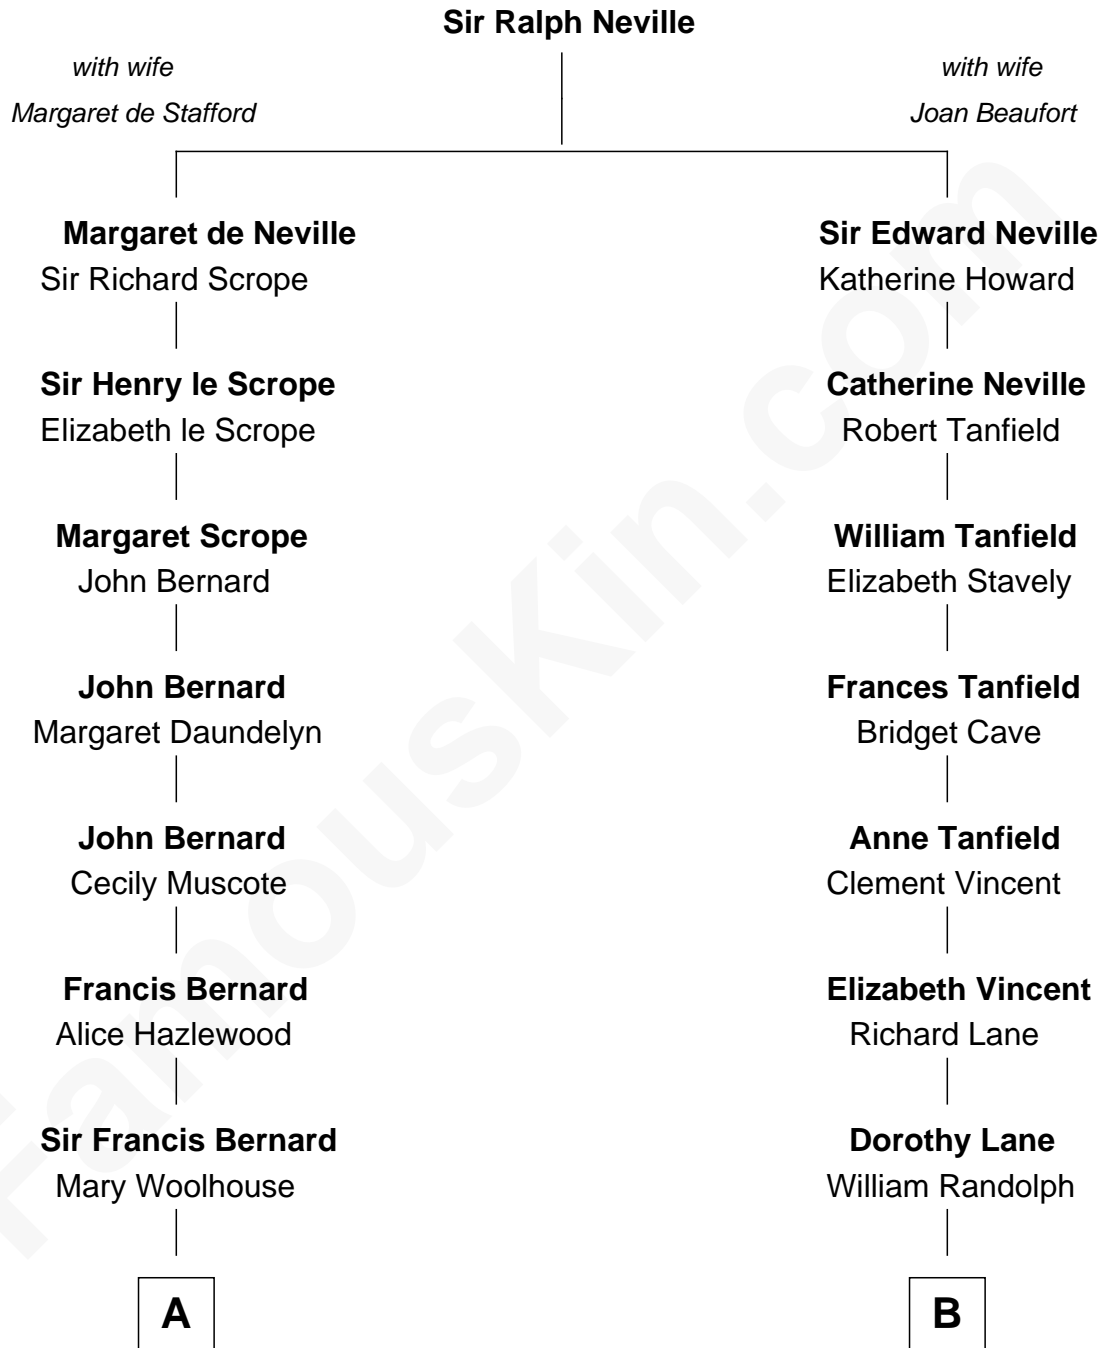 Sir Ralph Neville
with wife
Margaret de Stafford
with wife
Joan Beaufort
Margaret de Neville
Sir Richard Scrope
Sir Edward Neville
Katherine Howard
Sir Henry le Scrope
Elizabeth le Scrope
Catherine Neville
Robert Tanfield
Margaret Scrope
John Bernard
William Tanfield
Elizabeth Stavely
John Bernard
Margaret Daundelyn
Frances Tanfield
Bridget Cave
John Bernard
Cecily Muscote
Anne Tanfield
Clement Vincent
Francis Bernard
Alice Hazlewood
Elizabeth Vincent
Richard Lane
Sir Francis Bernard
Mary Woolhouse
Dorothy Lane
William Randolph
A
B
FamousKin.com